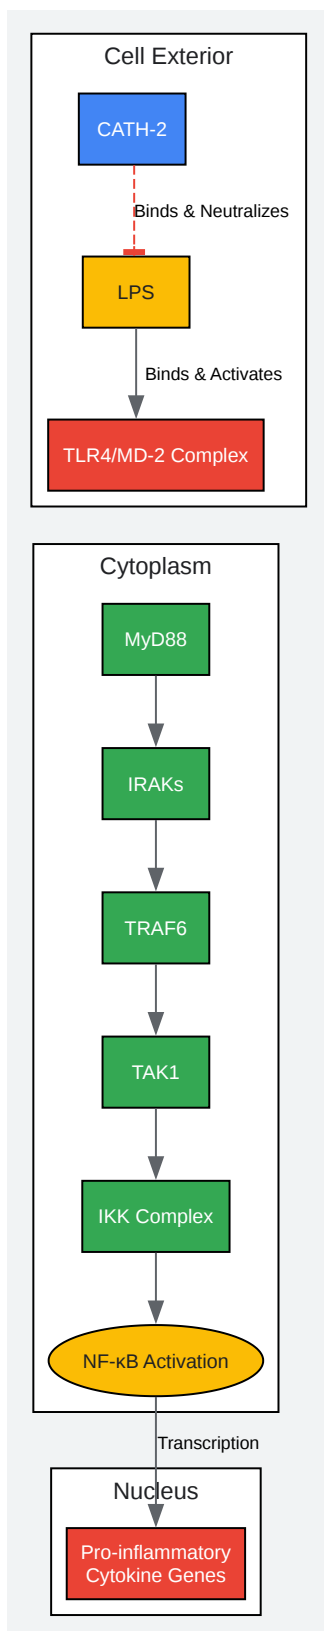 Cell Exterior
CATH-2
Binds & Neutralizes
LPS
Binds & Activates
TLR4/MD-2 Complex
Cytoplasm
MyD88
IRAKs
TRAF6
TAK1
IKK Complex
NF-κB Activation
Transcription
Nucleus
Pro-inflammatory
Cytokine Genes